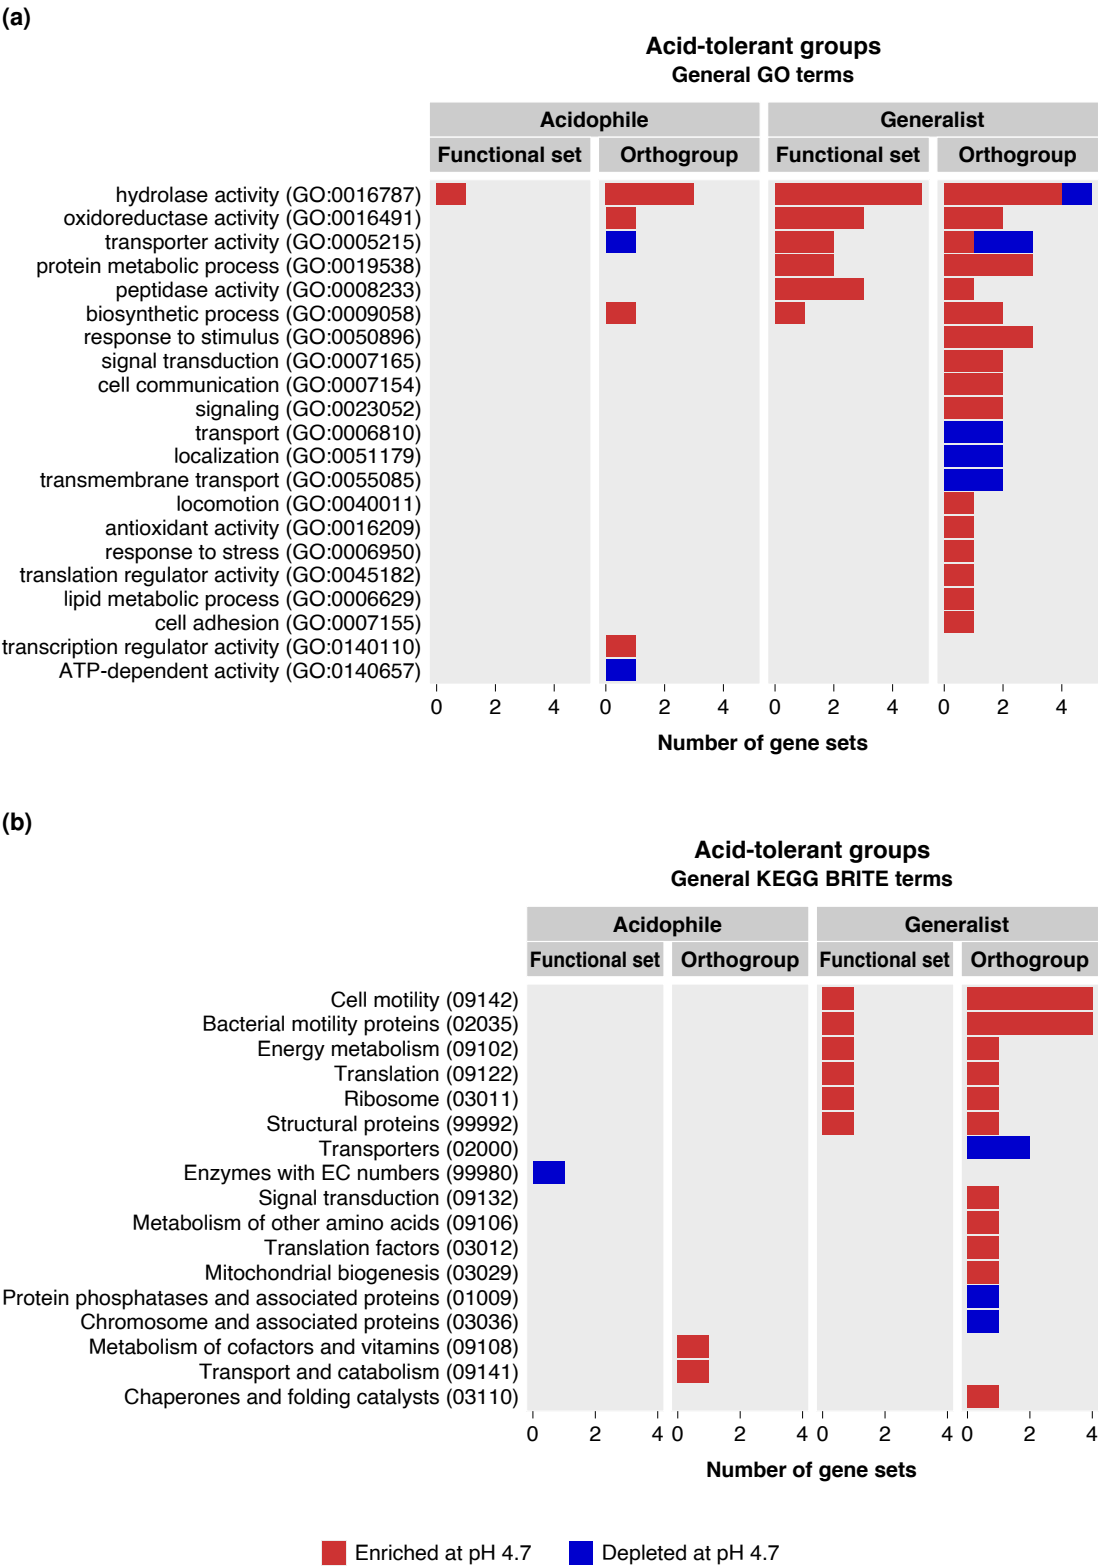 (a)
Acid-tolerant groups
General GO terms
Acidophile Generalist
Functional set Orthogroup Functional set Orthogroup
hydrolase activity (GO:0016787)
oxidoreductase activity (GO:0016491)
transporter activity (GO:0005215)
protein metabolic process (GO:0019538)
peptidase activity (GO:0008233)
biosynthetic process (GO:0009058)
response to stimulus (GO:0050896)
signal transduction (GO:0007165)
cell communication (GO:0007154)
signaling (GO:0023052)
transport (GO:0006810)
localization (GO:0051179)
transmembrane transport (GO:0055085)
locomotion (GO:0040011)
antioxidant activity (GO:0016209)
response to stress (GO:0006950)
translation regulator activity (GO:0045182)
lipid metabolic process (GO:0006629)
cell adhesion (GO:0007155)
transcription regulator activity (GO:0140110)
ATP-dependent activity (GO:0140657)
0 2 4 0 2 4 0 2 4 0 2 4
Number of gene sets
(b)
Acid-tolerant groups
General KEGG BRITE terms
Acidophile Generalist
Functional set Orthogroup Functional set Orthogroup
Cell motility (09142)
Bacterial motility proteins (02035)
Energy metabolism (09102)
Translation (09122)
Ribosome (03011)
Structural proteins (99992)
Transporters (02000)
Enzymes with EC numbers (99980)
Signal transduction (09132)
Metabolism of other amino acids (09106)
Translation factors (03012)
Mitochondrial biogenesis (03029)
Protein phosphatases and associated proteins (01009)
Chromosome and associated proteins (03036)
Metabolism of cofactors and vitamins (09108)
Transport and catabolism (09141)
Chaperones and folding catalysts (03110)
0 2 4 0 2 4 0 2 4 0 2 4
Number of gene sets
Enriched at pH 4.7 Depleted at pH 4.7